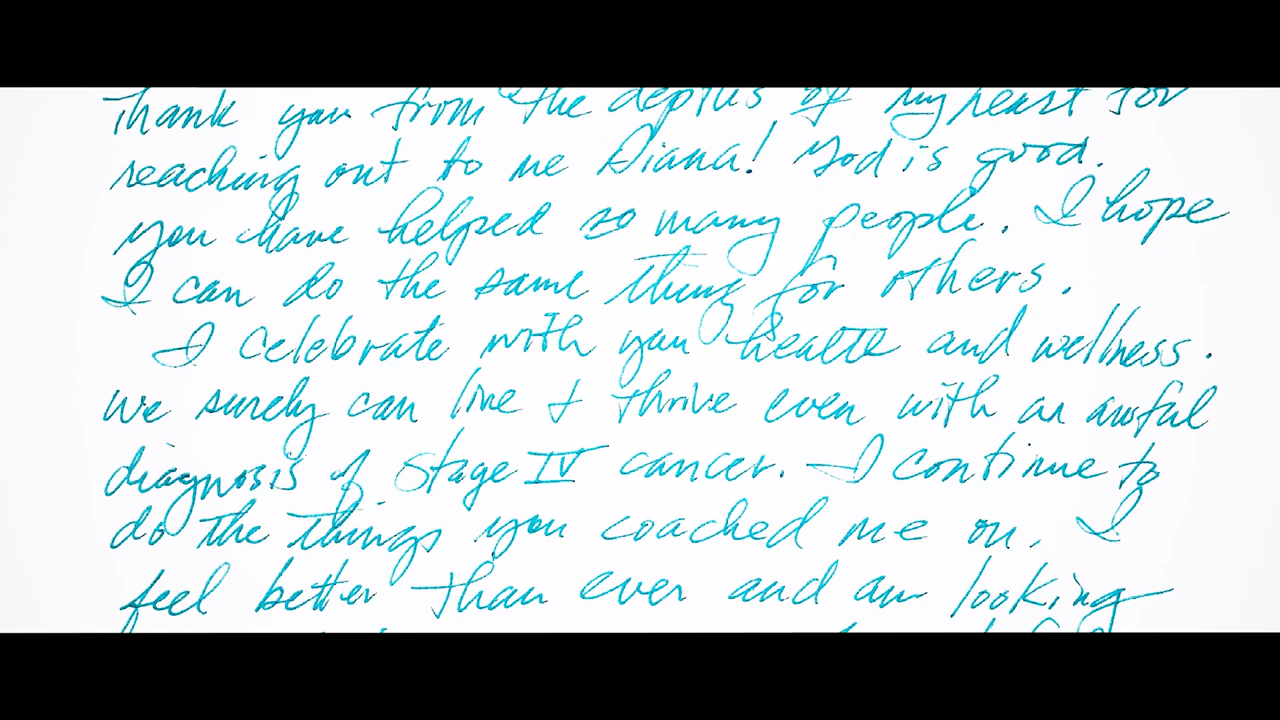 Thank you from the depths of my heart for
reaching out to me Diana! God is good.
you have helped so many people. I hope
I can do the same thing for others.
I celebrate with you health and wellness.
we surely can live & thrive even with an awful
diagnosis of Stage IV cancer. I continue to
do the things you coached me on. I
feel better than ever and am looking